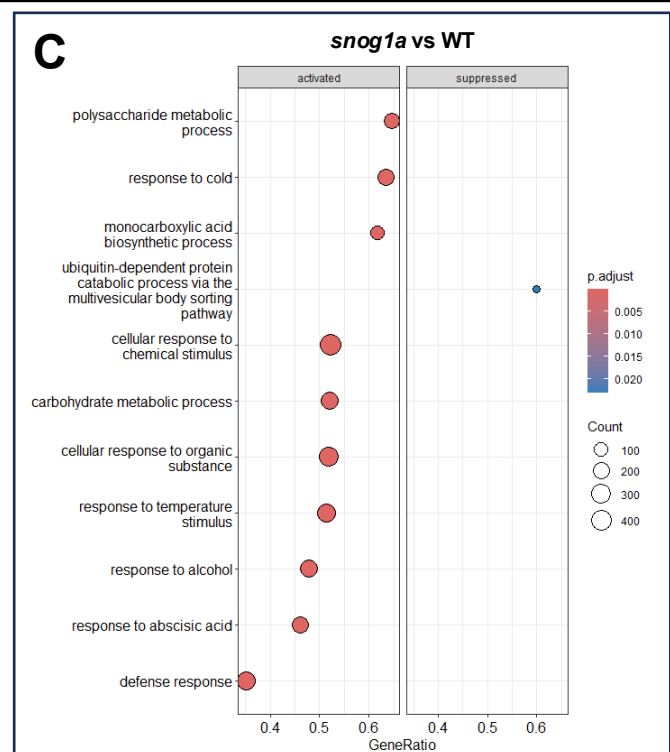 C
snog1a vs WT
activated
suppressed
polysaccharide metabolic
process
response to cold
monocarboxylic acid
biosynthetic process
ubiquitin-dependent protein
catabolic process via the
multivesicular body sorting
pathway
cellular response to
chemical stimulus
carbohydrate metabolic process
cellular response to organic
substance
response to temperature
stimulus
response to alcohol
response to abscisic acid
defense response
0.4 0.5 0.6
0.4 0.5 0.6
GeneRatio
p.adjust
0.005
0.010
0.015
0.020
Count
100
200
300
400